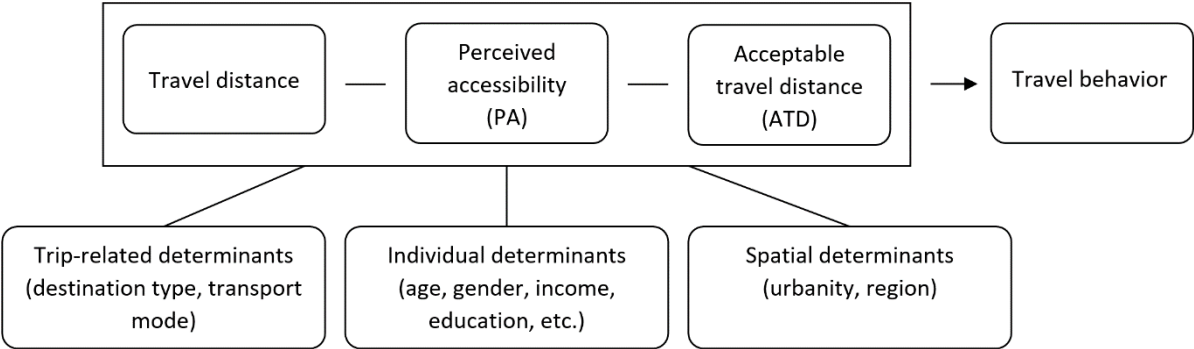 Travel distance
Perceived
accessibility
(PA)
Acceptable
travel distance
(ATD)
Travel behavior
Trip-related determinants
(destination type, transport
mode)
Individual determinants
(age, gender, income,
education, etc.)
Spatial determinants
(urbanity, region)